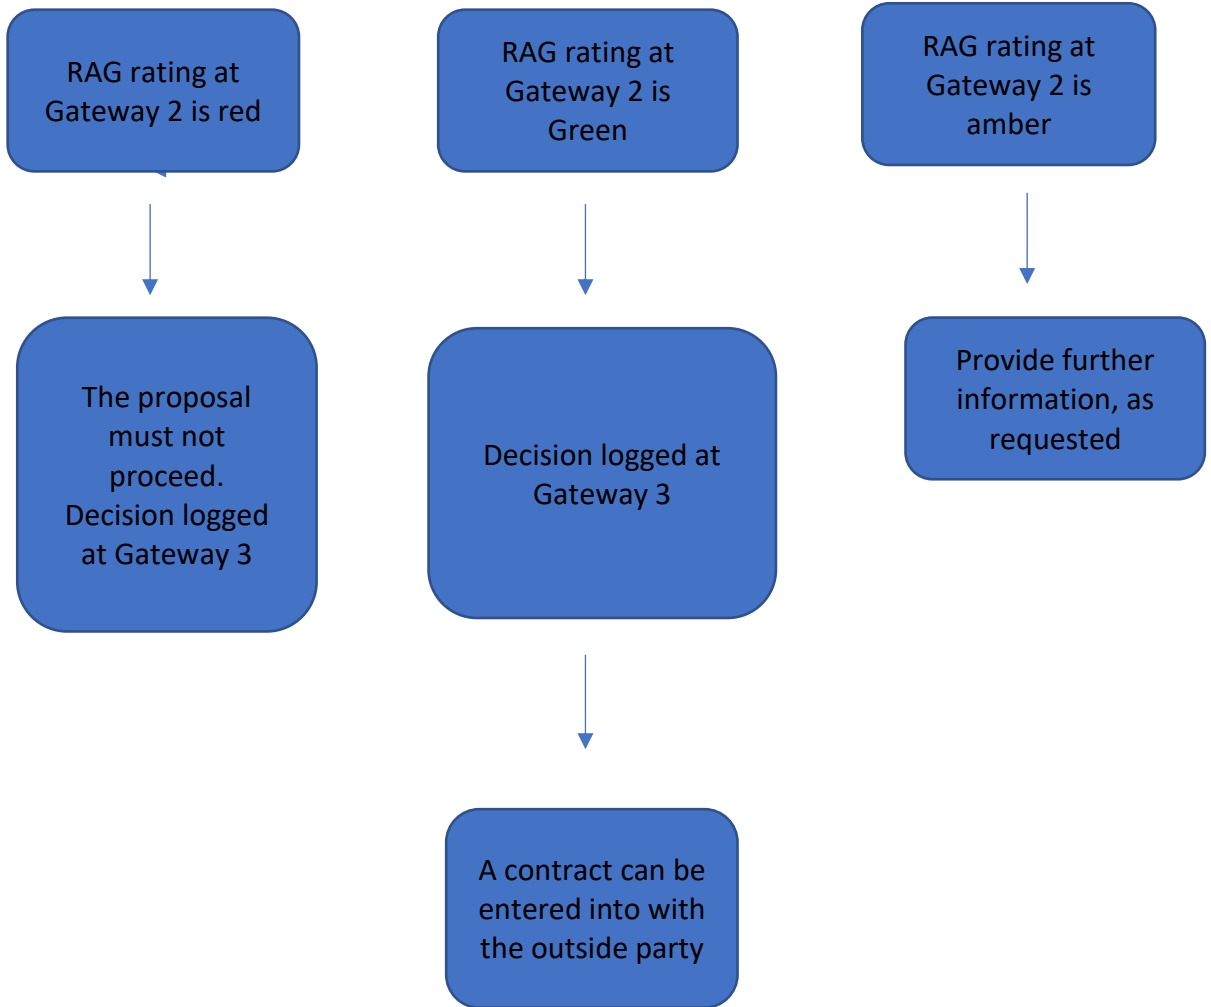 RAG rating at
Gateway 2 is red
RAG rating at
Gateway 2 is
Green
RAG rating at
Gateway 2 is
amber
The proposal
must not
proceed.
Decision logged
at Gateway 3
Decision logged at
Gateway 3
Provide further
information, as
requested
A contract can be
entered into with
the outside party